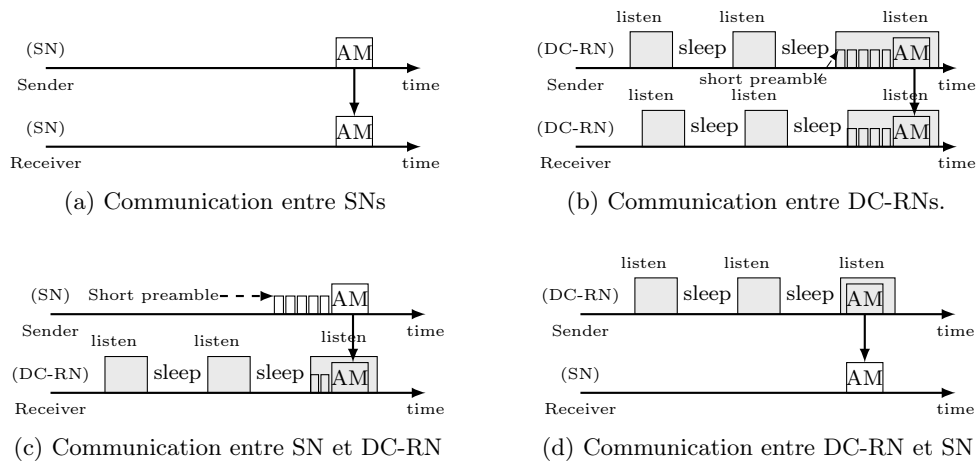 (SN) AM
Sender time
(SN) AM
Receiver time
(a) Communication entre SNs
listen listen listen
(DC-RN) sleep sleep AM
Sender short preamble time
listen listen listen
(DC-RN) sleep sleep AM
Receiver time
(b) Communication entre DC-RNs.
(SN) Short preamble AM
Sender time
listen listen listen
(DC-RN) sleep sleep AM
Receiver time
(c) Communication entre SN et DC-RN
listen listen listen
(DC-RN) sleep sleep AM
Sender time
(SN) AM
Receiver time
(d) Communication entre DC-RN et SN